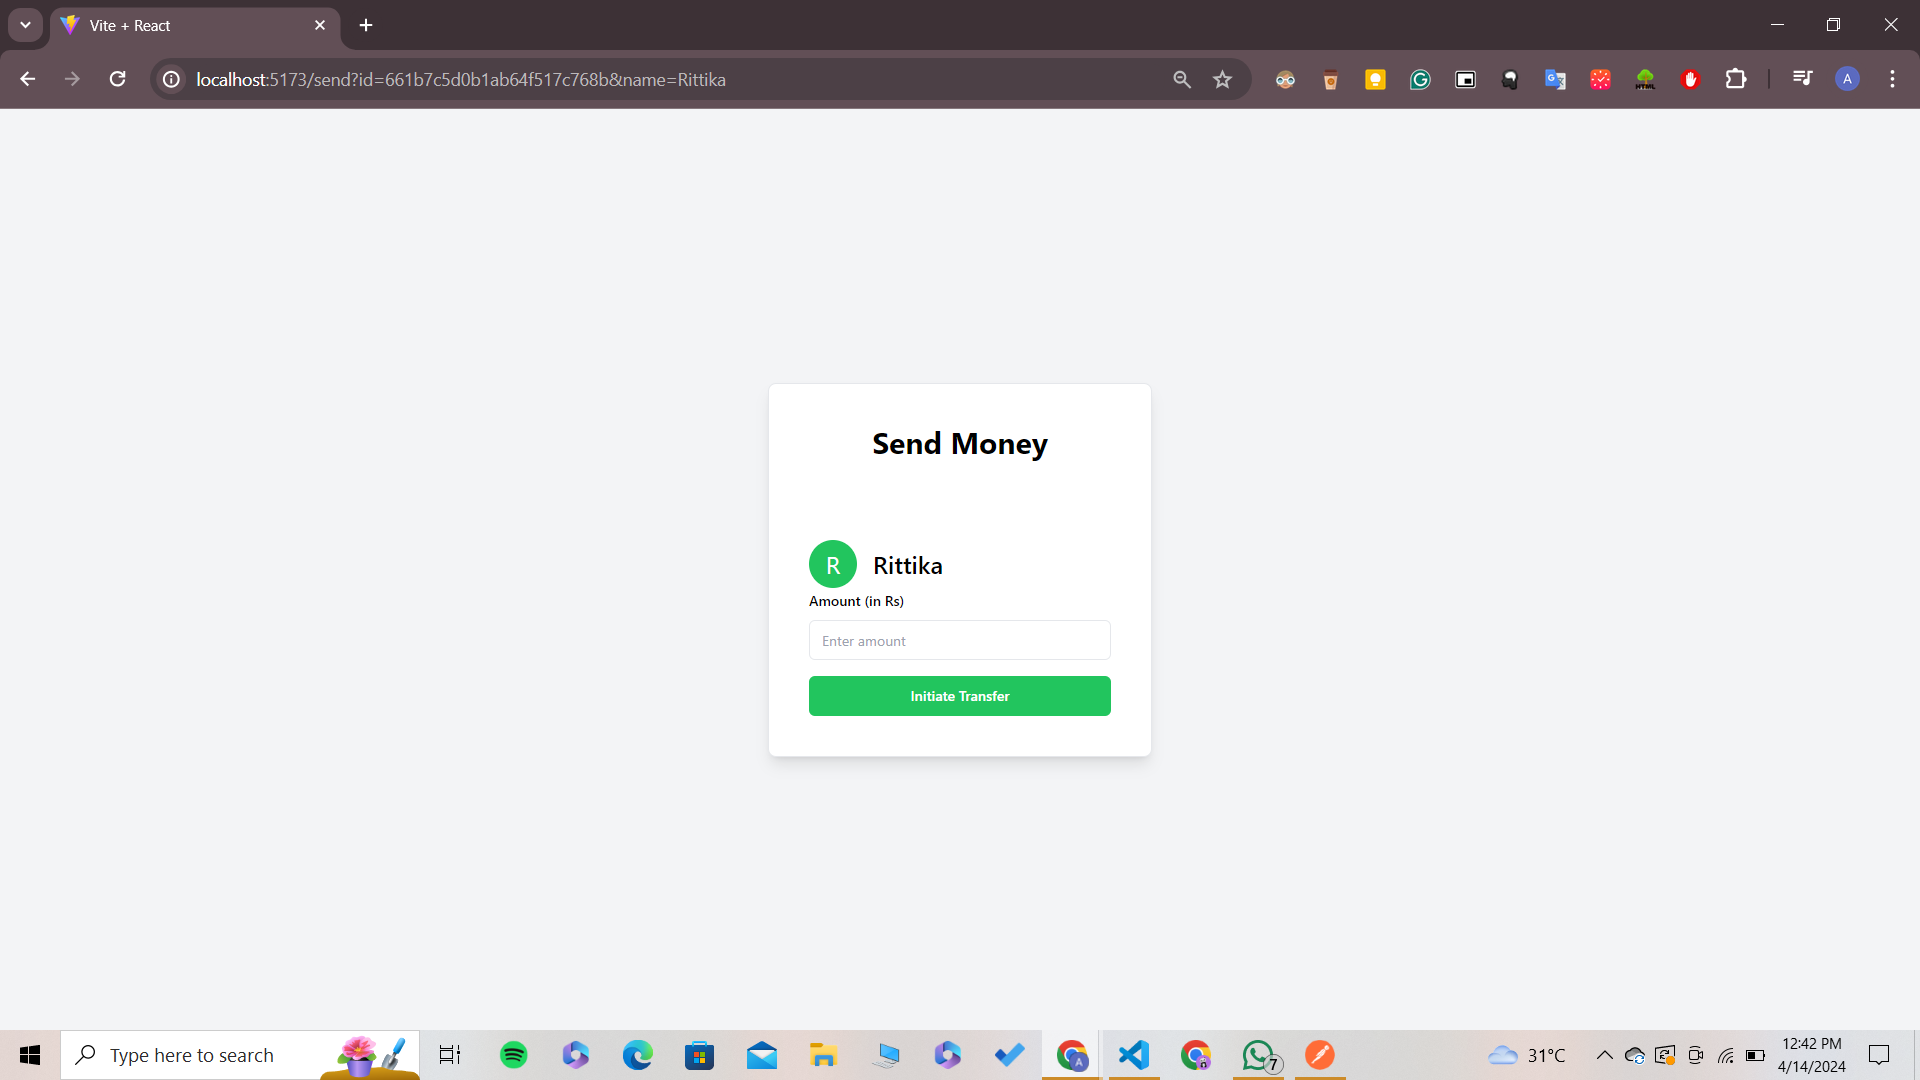 Vite + React
localhost:5173/send?id=661b7c5d0b1ab64f517c768b&name=Rittika
HTML
A
Send Money
R
Rittika
Amount (in Rs)
Enter amount
Initiate Transfer
Type here to search
A
7
31°C
12:42 PM
4/14/2024